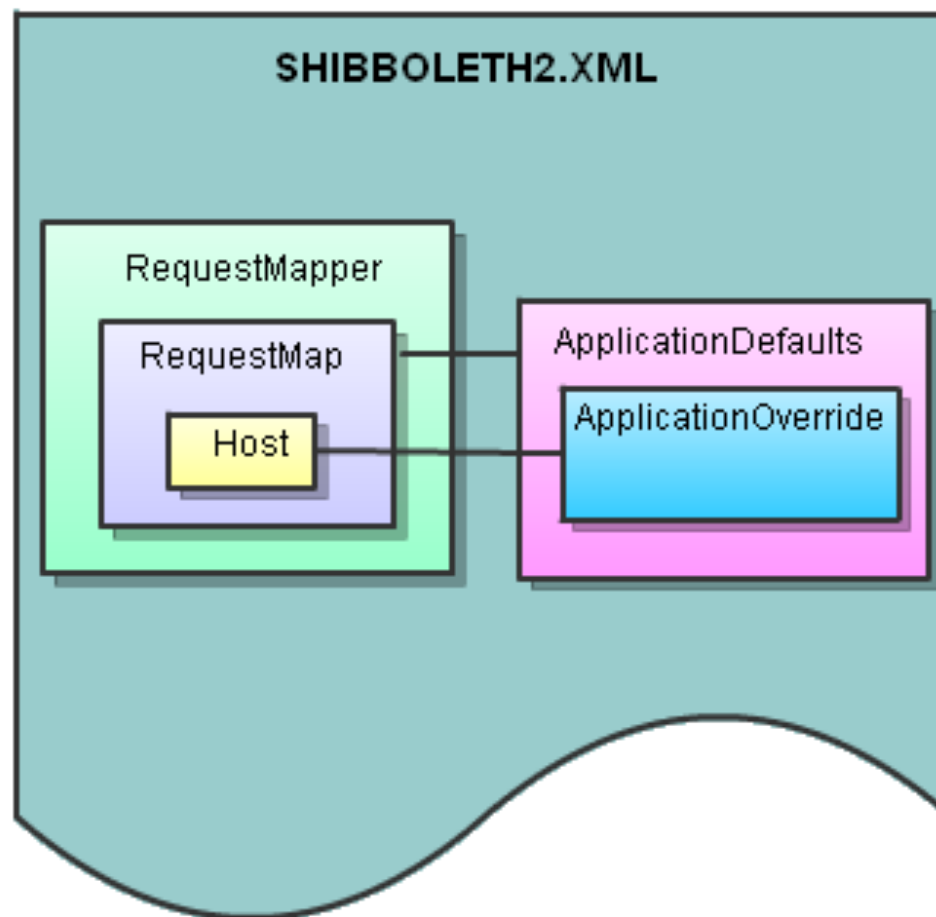 SHIBBOLETH2.XML
RequestMapper
RequestMap
Host
ApplicationDefaults
ApplicationOverride